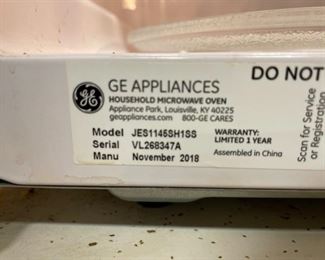 GE APPLIANCES
HOUSEHOLD MICROWAVE OVEN
Appliance Park, Louisville, KY 40225
geappliances.com 800-GE CARES
Model JES1145SH1SS
Serial VL268347A
Manu November 2018
WARRANTY:
LIMITED 1 YEAR
Assembled in China
DO NOT
Scan for Service
or Registration